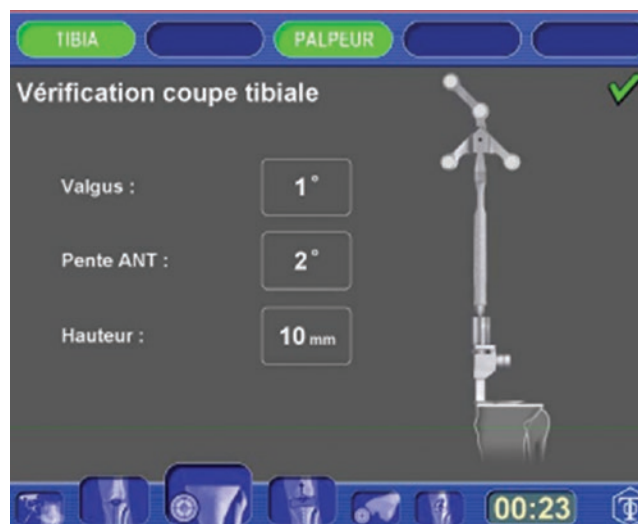 TIBIA
PALPEUR
Vérification coupe tibiale
Valgus : 1°
Pente ANT : 2°
Hauteur : 10 mm
00:23